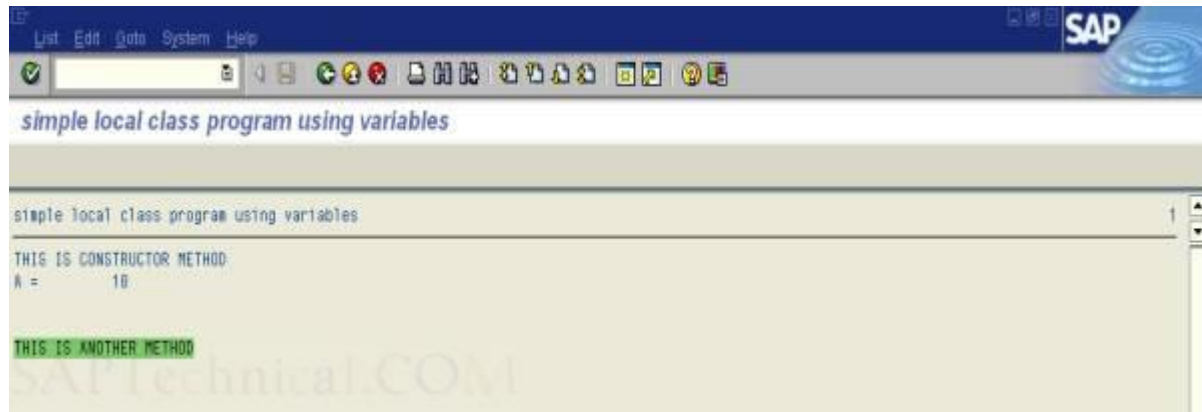 List Edit Goto System Help
SAP
simple local class program using variables
simple local class program using variables 1
THIS IS CONSTRUCTOR METHOD
A = 10
THIS IS ANOTHER METHOD
SAPTechnical.COM